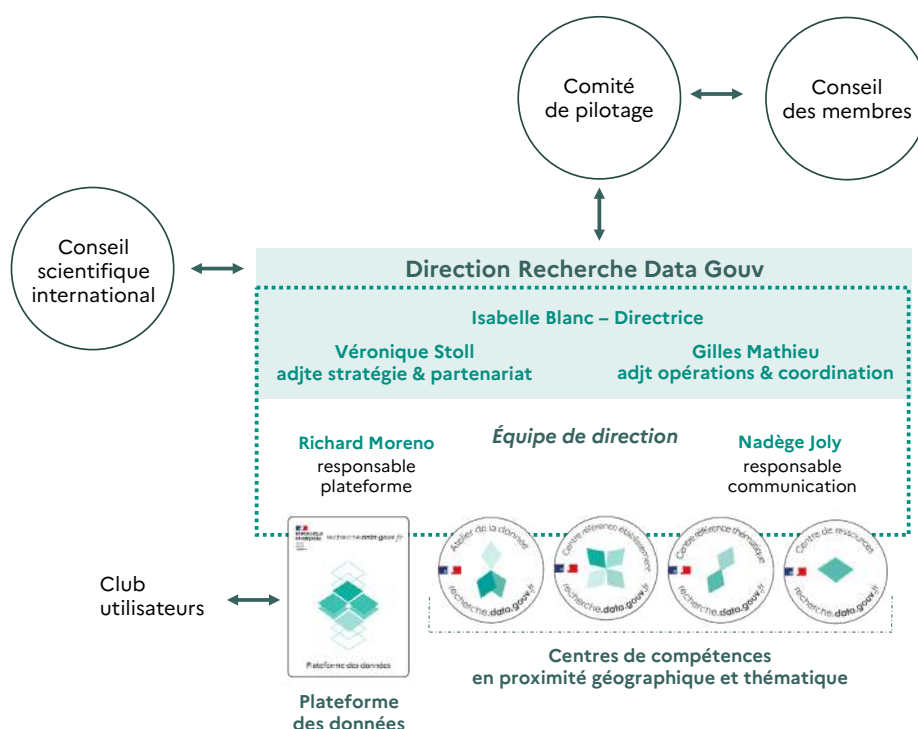 Comité
de pilotage
Conseil
des membres
Conseil
scientifique
international
Direction Recherche Data Gouv
Isabelle Blanc – Directrice
Véronique Stoll
adjte stratégie & partenariat
Gilles Mathieu
adjt opérations & coordination
Équipe de direction
Richard Moreno
responsable
plateforme
Nadège Joly
responsable
communication
recherche.data.gouv.fr
Plateforme des données
Atelier de la donnée
recherche.data.gouv.fr
Centre référence établissement
recherche.data.gouv.fr
Centre référence thématique
recherche.data.gouv.fr
Centre de ressources
recherche.data.gouv.fr
Club
utilisateurs
Centres de compétences
en proximité géographique et thématique
Plateforme
des données